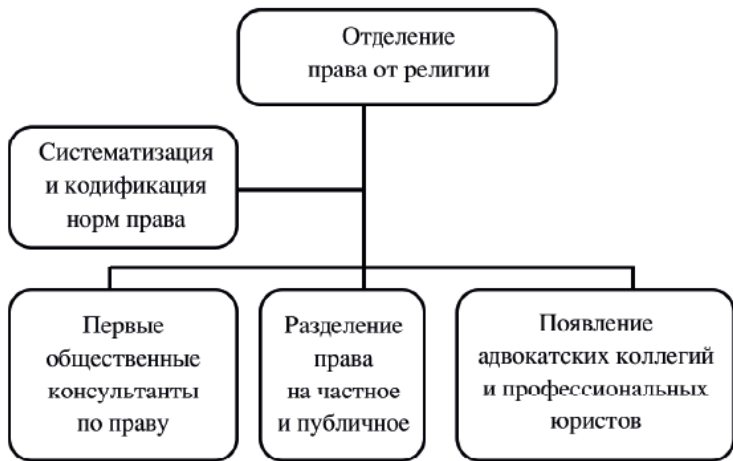 Отделение
права от религии
Систематизация
и кодификация
норм права
Первые
общественные
консультанты
по праву
Разделение
права
на частное
и публичное
Появление
адвокатских коллегий
и профессиональных
юристов